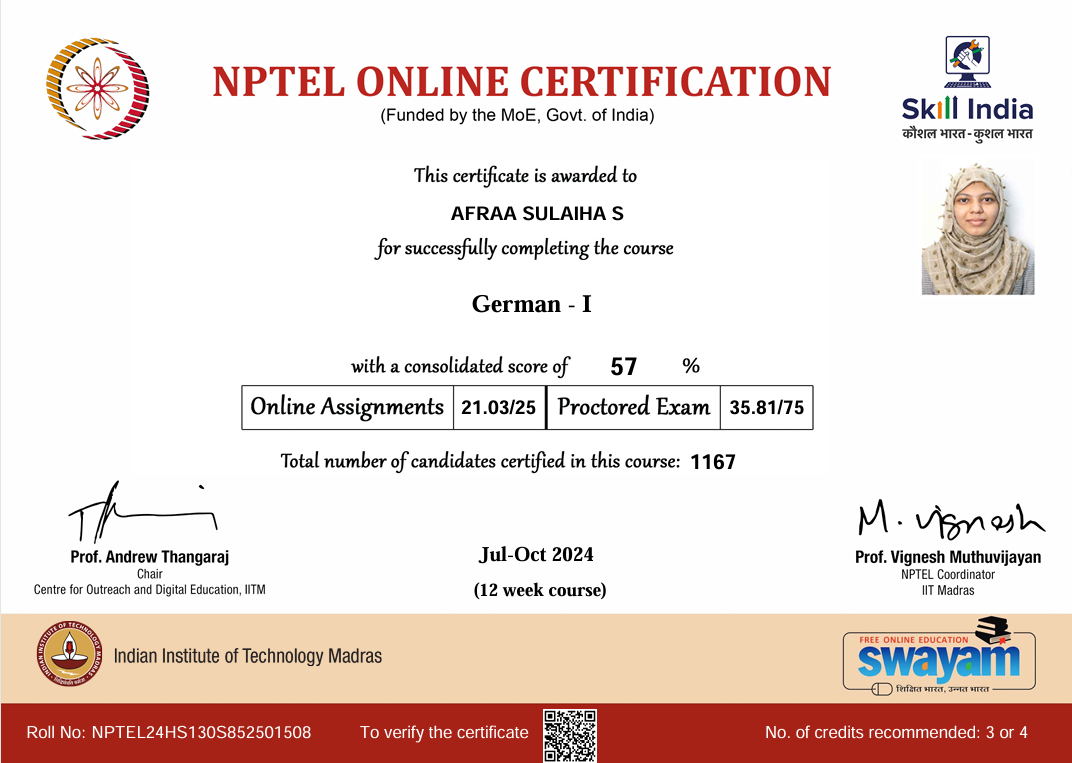 NPTEL ONLINE CERTIFICATION
(Funded by the MoE, Govt. of India)
Skill India
कौशल भारत - कुशल भारत
This certificate is awarded to
AFRAA SULAIHA S
for successfully completing the course
German - I
with a consolidated score of 57 %
Online Assignments 21.03/25 Proctored Exam 35.81/75
Total number of candidates certified in this course: 1167
M. Vignesh
Prof. Andrew Thangaraj
Chair
Centre for Outreach and Digital Education, IITM
Jul-Oct 2024
(12 week course)
Prof. Vignesh Muthuvijayan
NPTEL Coordinator
IIT Madras
INDIAN INSTITUTE OF TECHNOLOGY MADRAS
Indian Institute of Technology Madras
FREE ONLINE EDUCATION
swayam
शिक्षित भारत, उन्नत भारत
Roll No: NPTEL24HS130S852501508
To verify the certificate
No. of credits recommended: 3 or 4